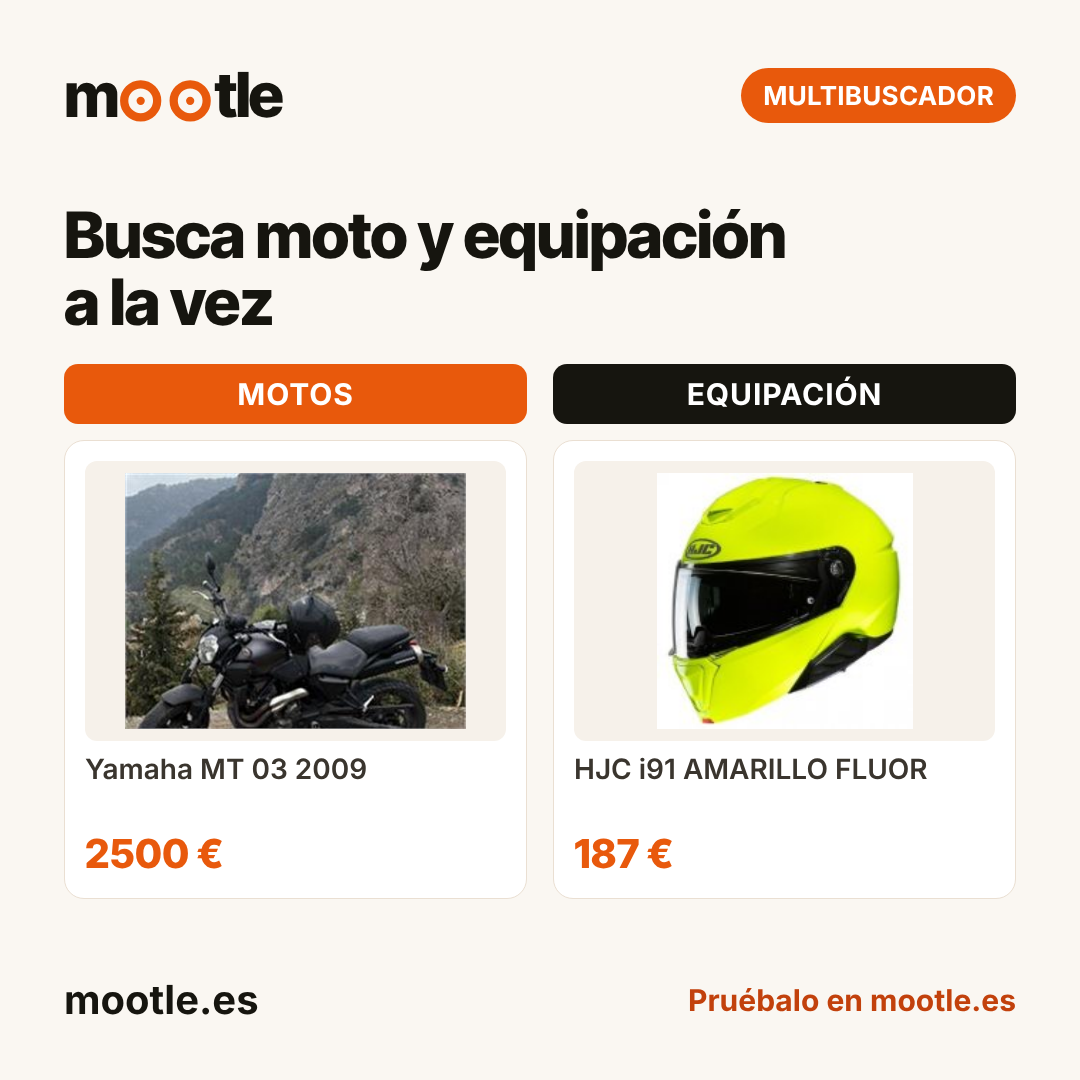 mootle
MULTIBUSCADOR
Busca moto y equipación
a la vez
MOTOS
EQUIPACIÓN
HJC
Yamaha MT 03 2009
HJC i91 AMARILLO FLUOR
2500 €
187 €
mootle.es
Pruébalo en mootle.es